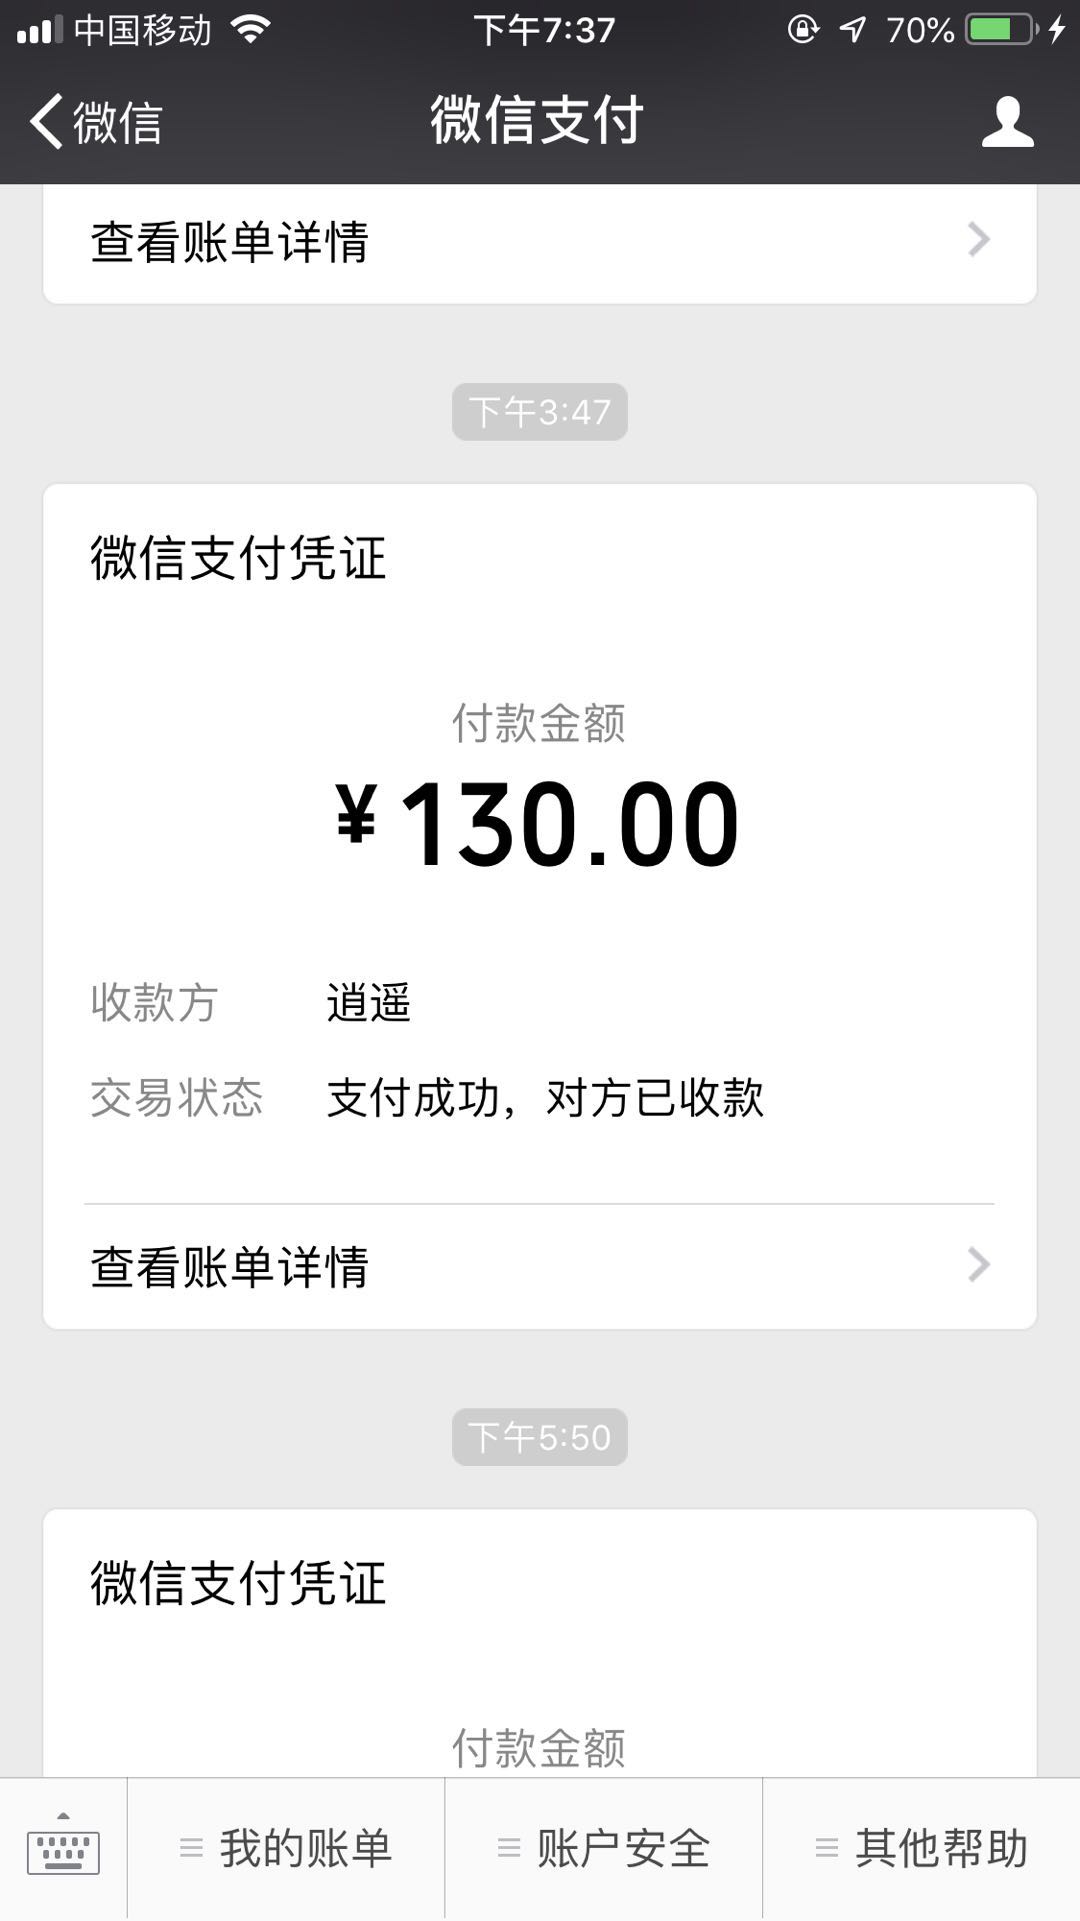 中国移动 下午7:37 70%
微信 微信支付
查看账单详情
下午3:47
微信支付凭证
付款金额
¥130.00
收款方 逍遥
交易状态 支付成功，对方已收款
查看账单详情
下午5:50
微信支付凭证
付款金额
我的账单 账户安全 其他帮助